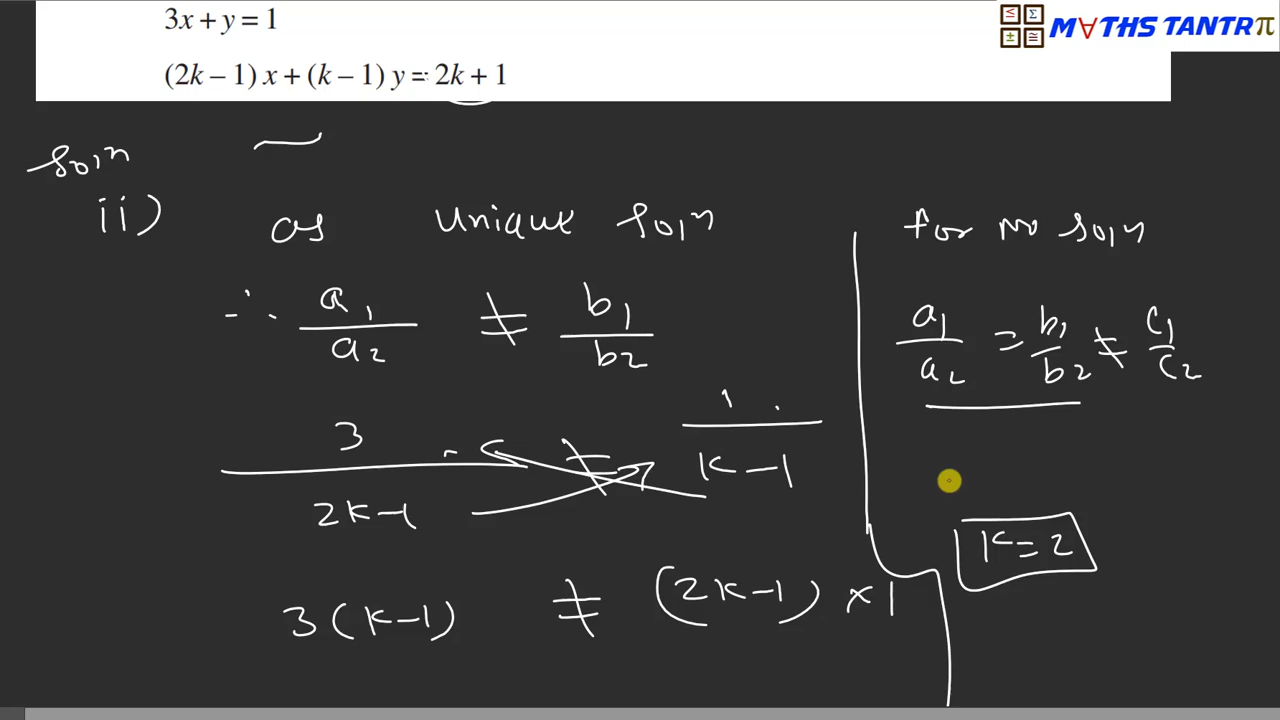 3x + y = 1
M∀THS TANTRπ
(2k – 1) x + (k – 1) y = 2k + 1
Soln
ii) as unique soln
∴ a₁/a₂ ≠ b₁/b₂
3/(2k-1) ≠ 1/(k-1)
3(k-1) ≠ (2k-1) × 1
for no soln
a₁/a₂ = b₁/b₂ ≠ c₁/c₂
k = 2